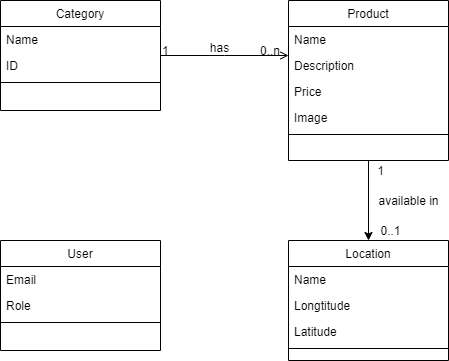 Category
Name
ID
1
has
0..n
Product
Name
Description
Price
Image
1
available in
0..1
User
Email
Role
Location
Name
Longtitude
Latitude